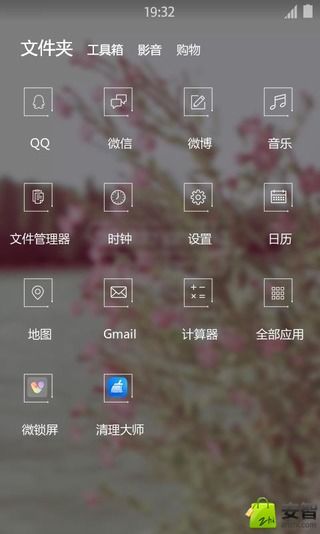 19:32
文件夹 工具箱 影音 购物
QQ 微信 微博 音乐
文件管理器 时钟 设置 日历
地图 Gmail 计算器 全部应用
微锁屏 清理大师
安智